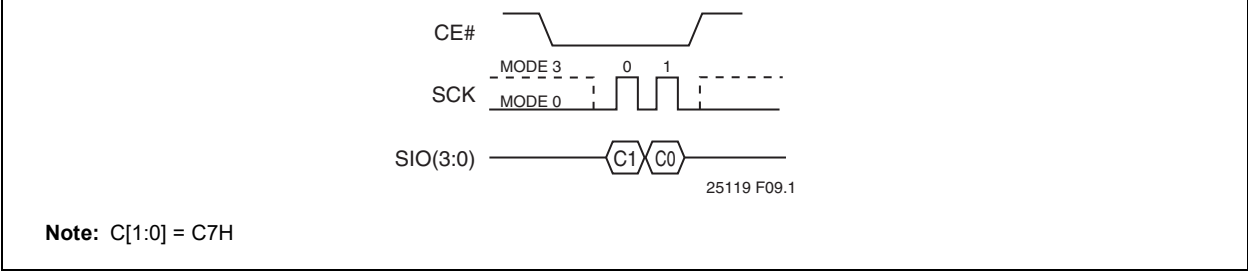 CE#
MODE 3 0 1
SCK
MODE 0
SIO(3:0) C1 C0
25119 F09.1
Note: C[1:0] = C7H